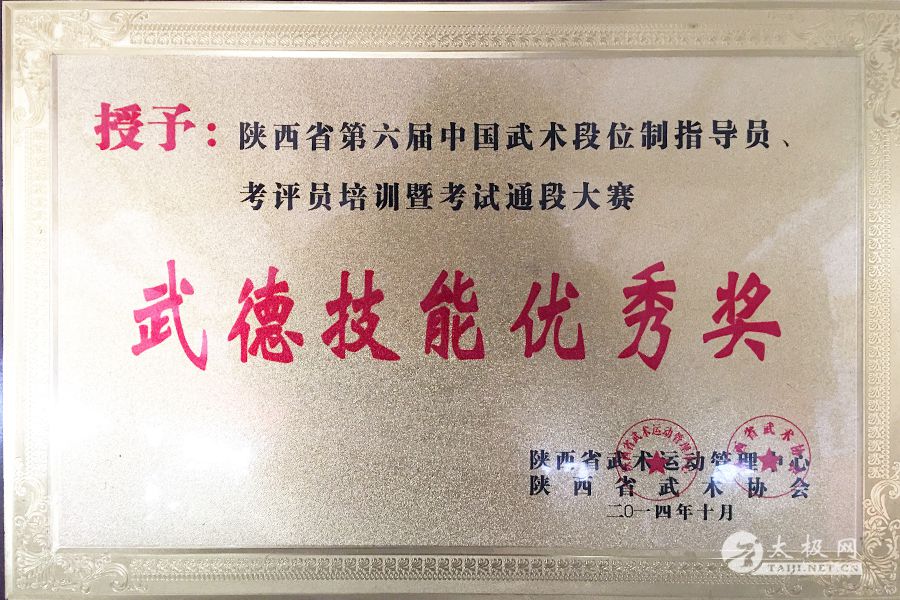 授予：陕西省第六届中国武术段位制指导员、
考评员培训暨考试通段大赛
武德技能优秀奖
陕西省武术运动管理中心
陕西省武术协会
二〇一四年十月
太极网
TAIJI.NET.CN